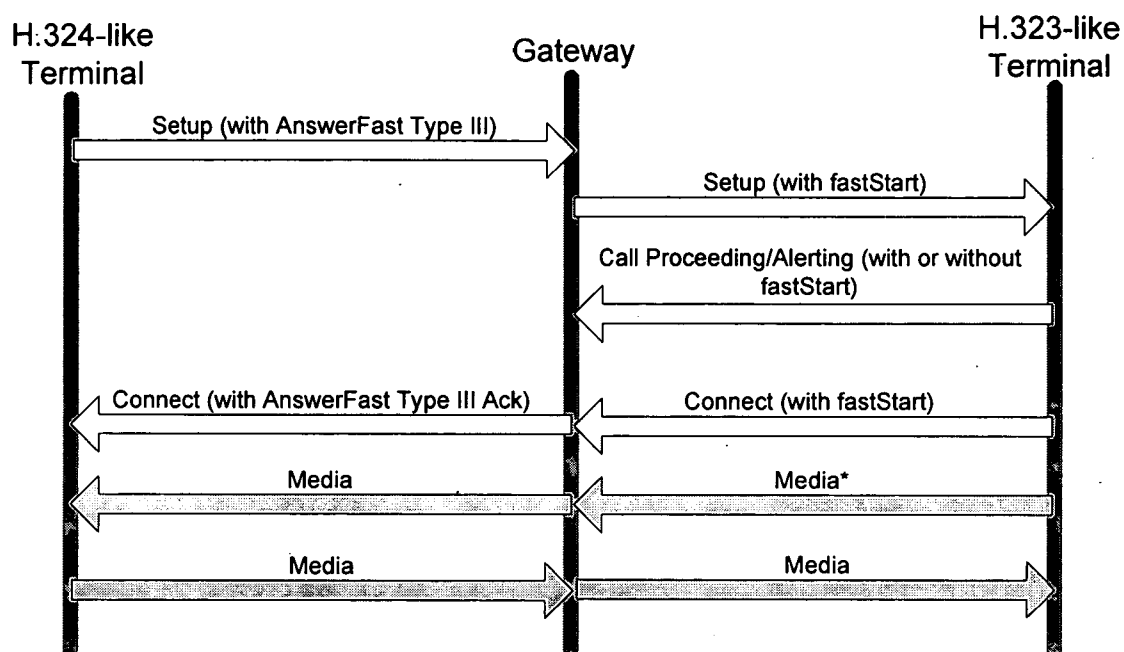 H.324-like
Terminal
Gateway
H.323-like
Terminal
Setup (with AnswerFast Type III)
Setup (with fastStart)
Call Proceeding/Alerting (with or without
fastStart)
Connect (with AnswerFast Type III Ack)
Connect (with fastStart)
Media
Media*
Media
Media